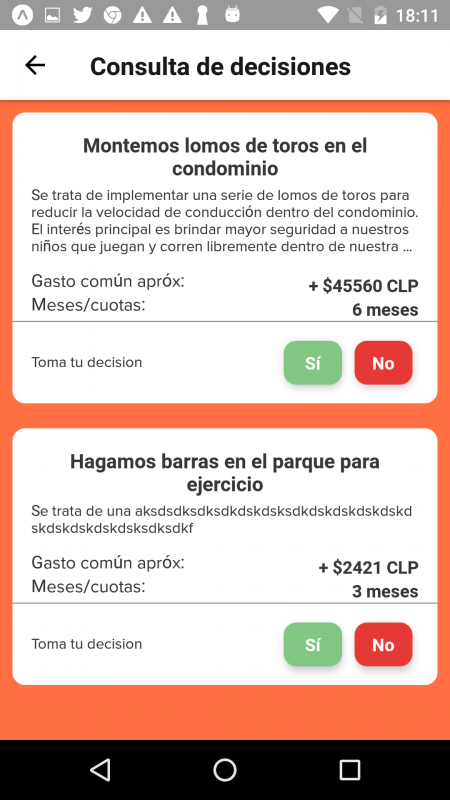 18:11
Consulta de decisiones
Montemos lomos de toros en el
condominio
Se trata de implementar una serie de lomos de toros para
reducir la velocidad de conducción dentro del condominio.
El interés principal es brindar mayor seguridad a nuestros
niños que juegan y corren libremente dentro de nuestra ...
Gasto común apróx:
+ $45560 CLP
Meses/cuotas:
6 meses
Toma tu decision
Sí
No
Hagamos barras en el parque para
ejercicio
Se trata de una aksdsdksdksdkdskdsksdkdskdskdskdskd
skdskdskdskdsksdksdkf
Gasto común apróx:
+ $2421 CLP
Meses/cuotas:
3 meses
Toma tu decision
Sí
No